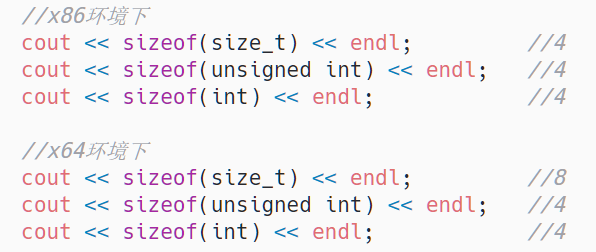 //x86环境下
cout << sizeof(size_t) << endl; //4
cout << sizeof(unsigned int) << endl; //4
cout << sizeof(int) << endl; //4
//x64环境下
cout << sizeof(size_t) << endl; //8
cout << sizeof(unsigned int) << endl; //4
cout << sizeof(int) << endl; //4